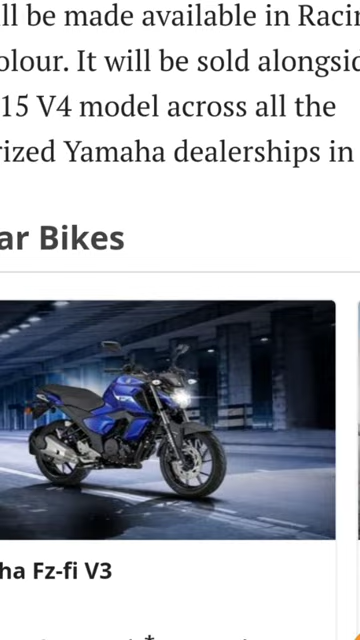 ll be made available in Racin
olour. It will be sold alongsid
15 V4 model across all the
rized Yamaha dealerships in
ar Bikes
ha Fz-fi V3